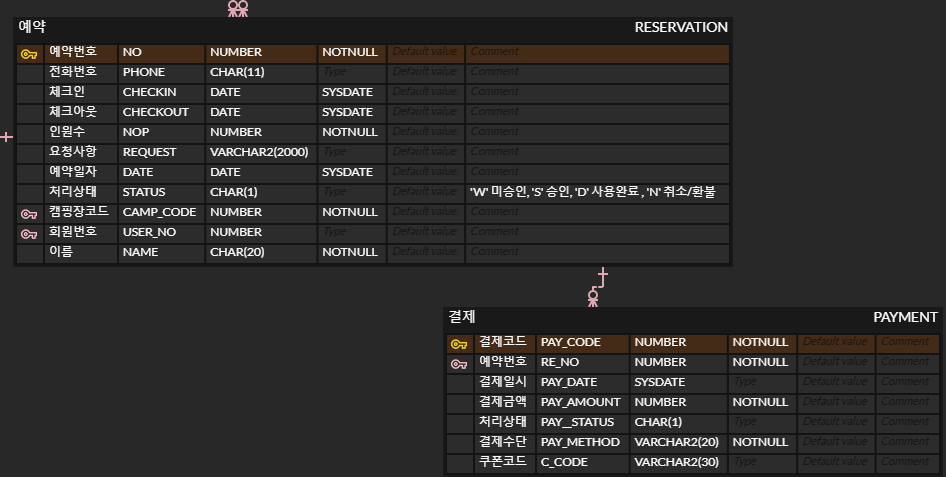 예약 RESERVATION
예약번호 NO NUMBER NOTNULL Default value Comment
전화번호 PHONE CHAR(11) Type Default value Comment
체크인 CHECKIN DATE SYSDATE Default value Comment
체크아웃 CHECKOUT DATE SYSDATE Default value Comment
인원수 NOP NUMBER NOTNULL Default value Comment
요청사항 REQUEST VARCHAR2(2000) Type Default value Comment
예약일자 DATE DATE SYSDATE Default value Comment
처리상태 STATUS CHAR(1) Type Default value 'W' 미승인, 'S' 승인, 'D' 사용완료, 'N' 취소/환불
캠핑장코드 CAMP_CODE NUMBER NOTNULL Default value Comment
회원번호 USER_NO NUMBER Type Default value Comment
이름 NAME CHAR(20) NOTNULL Default value Comment
결제 PAYMENT
결제코드 PAY_CODE NUMBER NOTNULL Default value Comment
예약번호 RE_NO NUMBER NOTNULL Default value Comment
결제일시 PAY_DATE SYSDATE Type Default value Comment
결제금액 PAY_AMOUNT NUMBER NOTNULL Default value Comment
처리상태 PAY__STATUS CHAR(1) Type Default value Comment
결제수단 PAY_METHOD VARCHAR2(20) NOTNULL Default value Comment
쿠폰코드 C_CODE VARCHAR2(30) Type Default value Comment